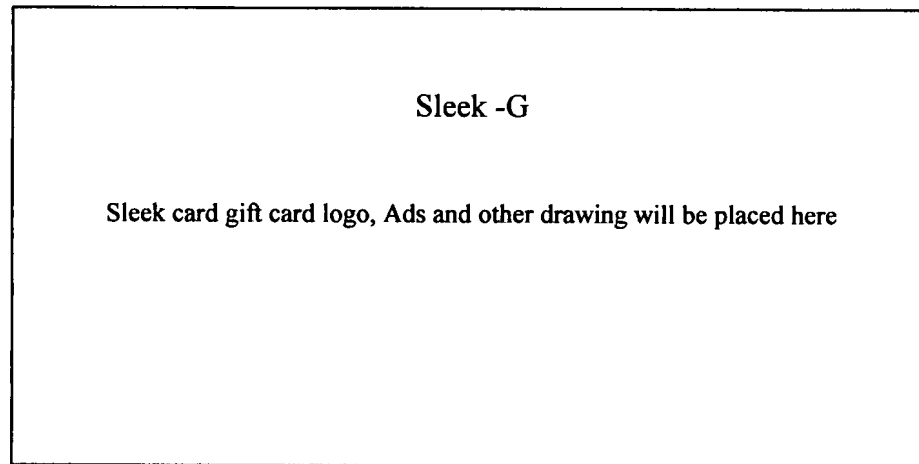 Sleek -G
Sleek card gift card logo, Ads and other drawing will be placed here